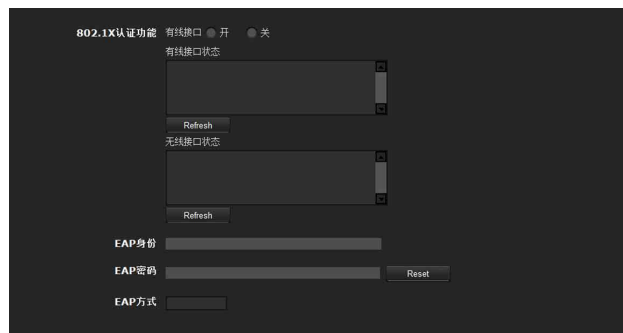 802.1X认证功能 有线接口 开 关
有线接口状态
Refresh
无线接口状态
Refresh
EAP身份
EAP密码 Reset
EAP方式